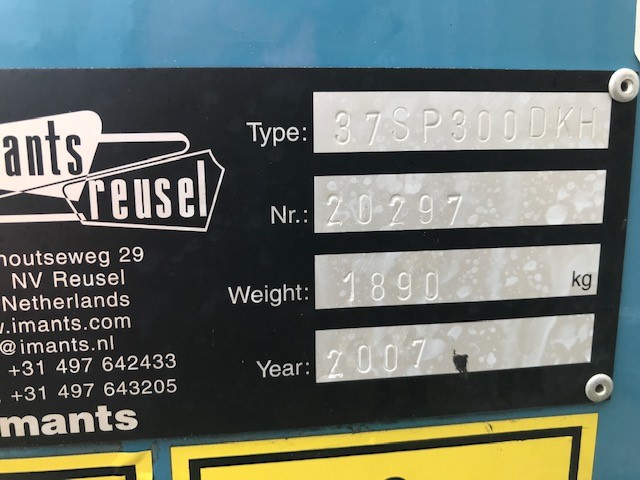 ants
reusel
houtseweg 29
NV Reusel
Netherlands
w.imants.com
@imants.nl
+31 497 642433
+31 497 643205
mants
Type: 37SP300DKH
Nr.: 20297
Weight: 1890 kg
Year: 2007